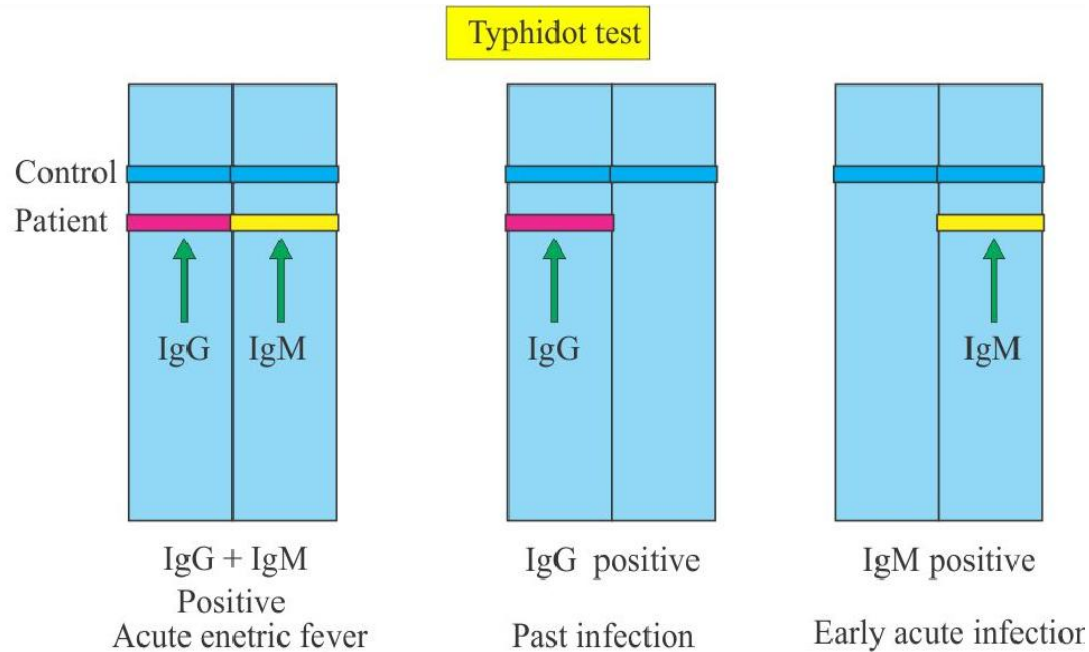 Typhidot test
Control
Patient
IgG
IgM
IgG
IgM
IgG + IgM
Positive
Acute enetric fever
IgG positive
Past infection
IgM positive
Early acute infection